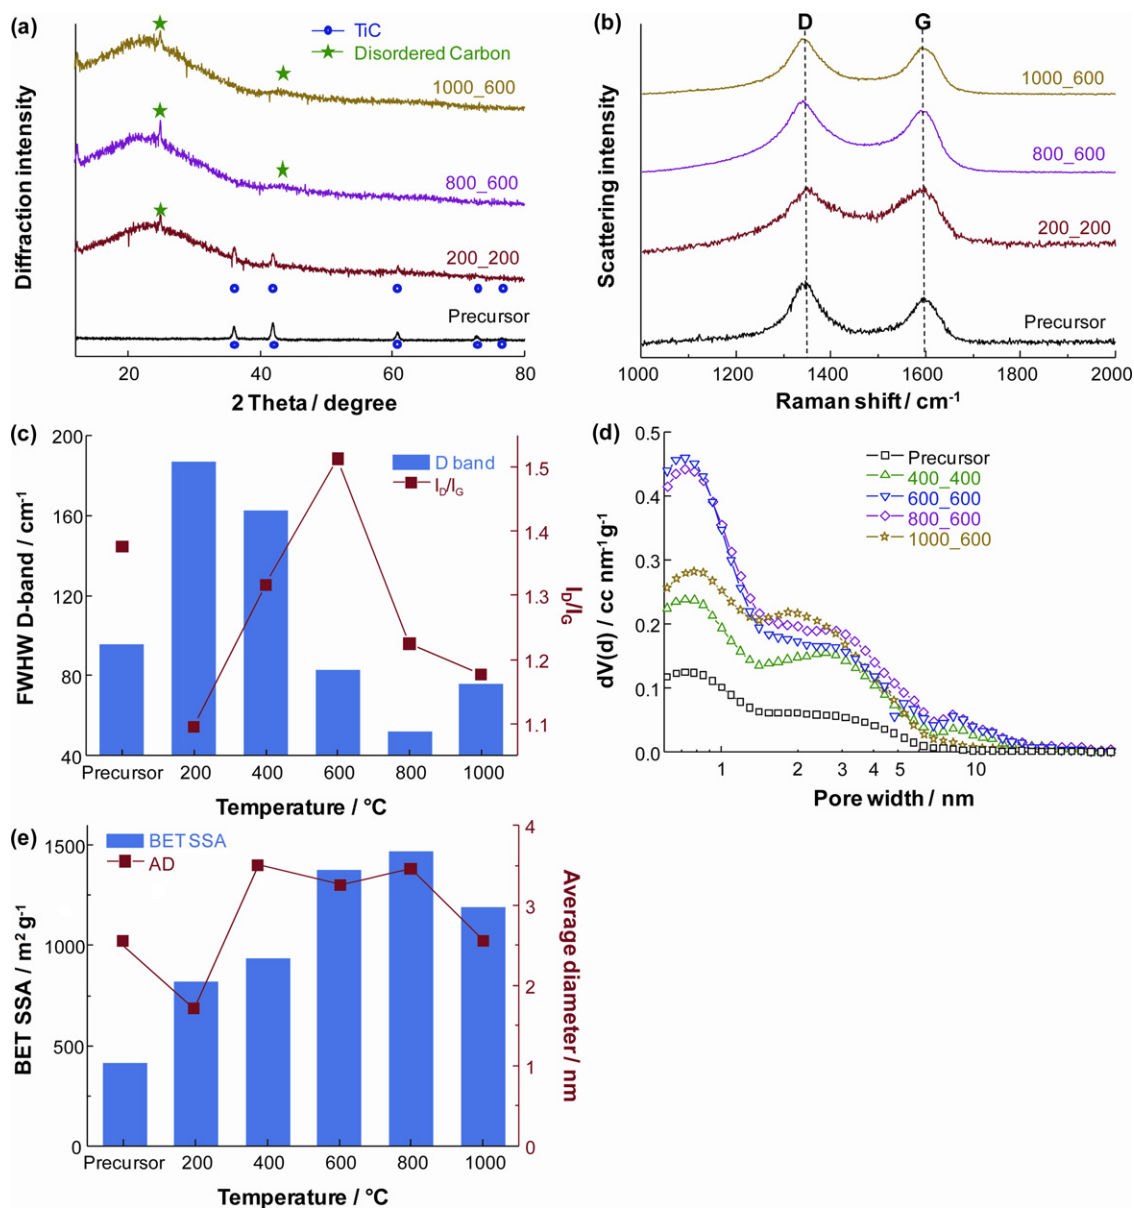 (a)
TiC
Disordered Carbon
1000_600
800_600
200_200
Precursor
Diffraction intensity
20 40 60 80
2 Theta / degree
(b)
D G
1000_600
800_600
200_200
Precursor
Scattering intensity
1000 1200 1400 1600 1800 2000
Raman shift / cm-1
(c)
D band
ID/IG
200
160
120
80
40
FWHW D-band / cm-1
1.5
1.4
1.3
1.2
1.1
ID/IG
Precursor 200 400 600 800 1000
Temperature / °C
(d)
Precursor
400_400
600_600
800_600
1000_600
0.5
0.4
0.3
0.2
0.1
0.0
dV(d) / cc nm-1g-1
1 2 3 4 5 10
Pore width / nm
(e)
BET SSA
AD
1500
1000
500
0
BET SSA / m2 g-1
4
3
2
1
0
Average diameter / nm
Precursor 200 400 600 800 1000
Temperature / °C